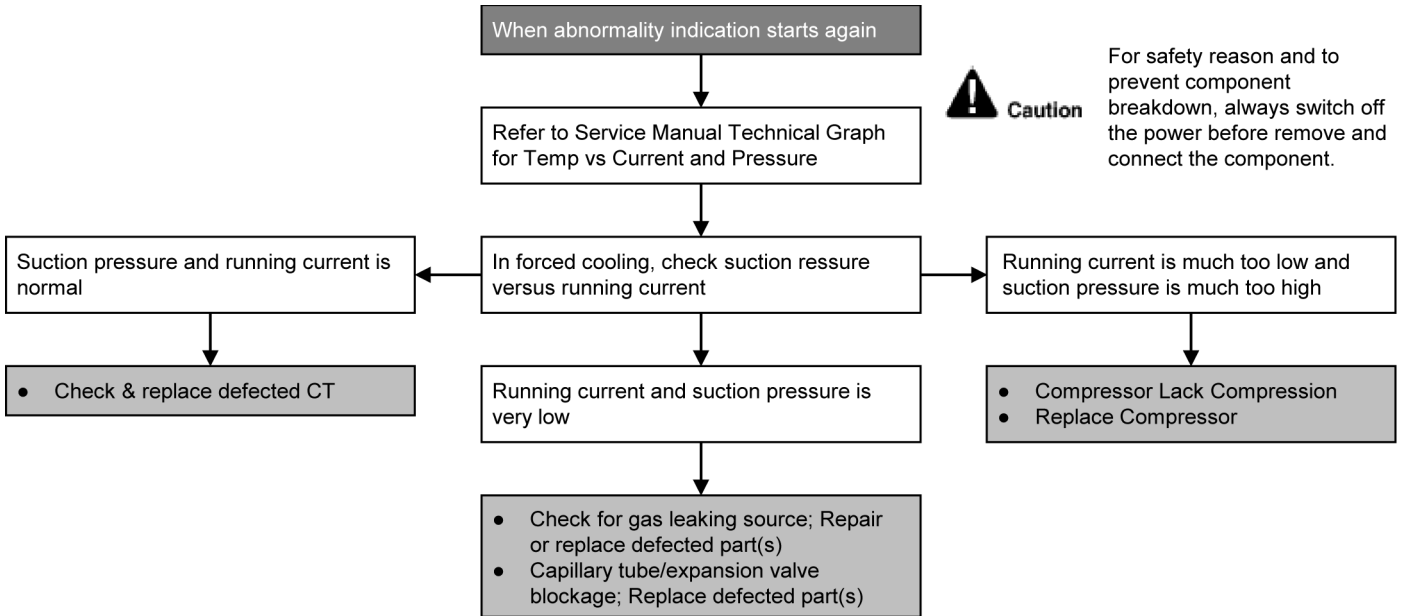 When abnormality indication starts again
For safety reason and to
prevent component
breakdown, always switch off
the power before remove and
connect the component.
Caution
Refer to Service Manual Technical Graph
for Temp vs Current and Pressure
Suction pressure and running current is
normal
In forced cooling, check suction ressure
versus running current
Running current is much too low and
suction pressure is much too high
● Check & replace defected CT
Running current and suction pressure is
very low
● Compressor Lack Compression
● Replace Compressor
● Check for gas leaking source; Repair
or replace defected part(s)
● Capillary tube/expansion valve
blockage; Replace defected part(s)